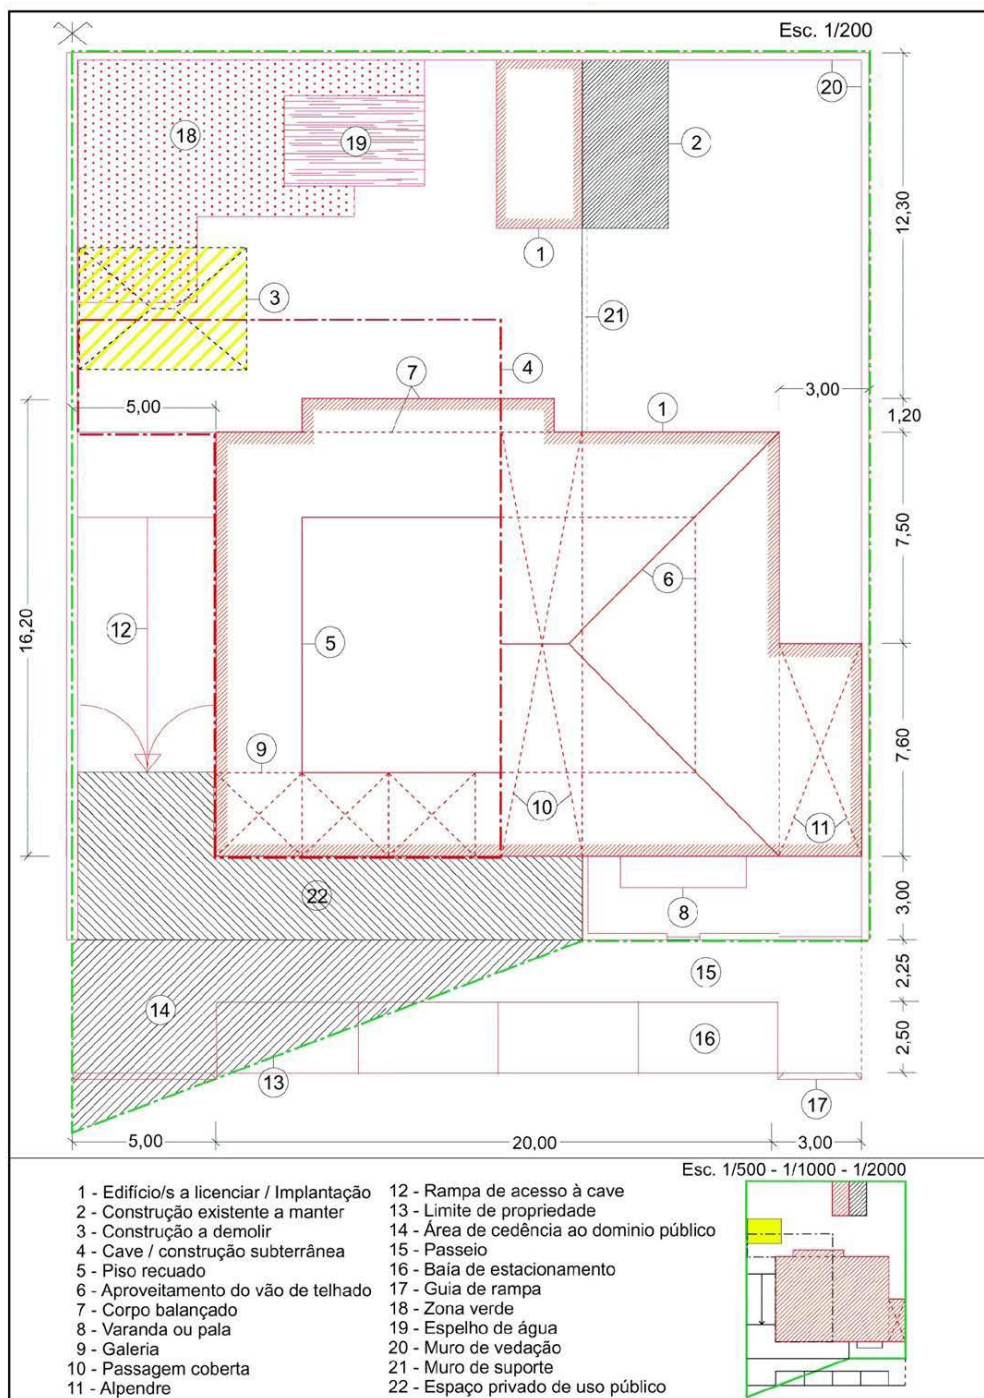 Esc. 1/200
20
18
19
2
12,30
1
3
21
7
4
5,00
1
3,00
1,20
7,50
6
12
5
16,20
9
7,60
10
11
22
8
3,00
15
2,25
14
16
2,50
13
17
5,00
20,00
3,00
Esc. 1/500 - 1/1000 - 1/2000
1 - Edifício/s a licenciar / Implantação
2 - Construção existente a manter
3 - Construção a demolir
4 - Cave / construção subterrânea
5 - Piso recuado
6 - Aproveitamento do vão de telhado
7 - Corpo balançado
8 - Varanda ou pala
9 - Galeria
10 - Passagem coberta
11 - Alpendre
12 - Rampa de acesso à cave
13 - Limite de propriedade
14 - Área de cedência ao dominio público
15 - Passeio
16 - Baía de estacionamento
17 - Guia de rampa
18 - Zona verde
19 - Espelho de água
20 - Muro de vedação
21 - Muro de suporte
22 - Espaço privado de uso público